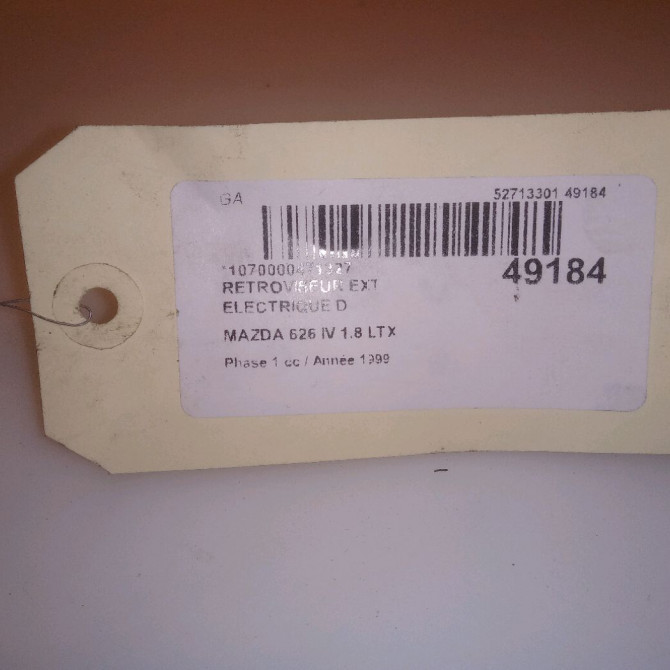 GA
52713301 49184
49184
RETROVISEUR EXT
ELECTRIQUE D
MAZDA 626 IV 1.8 LTX
Phase 1 cc / Année 1999